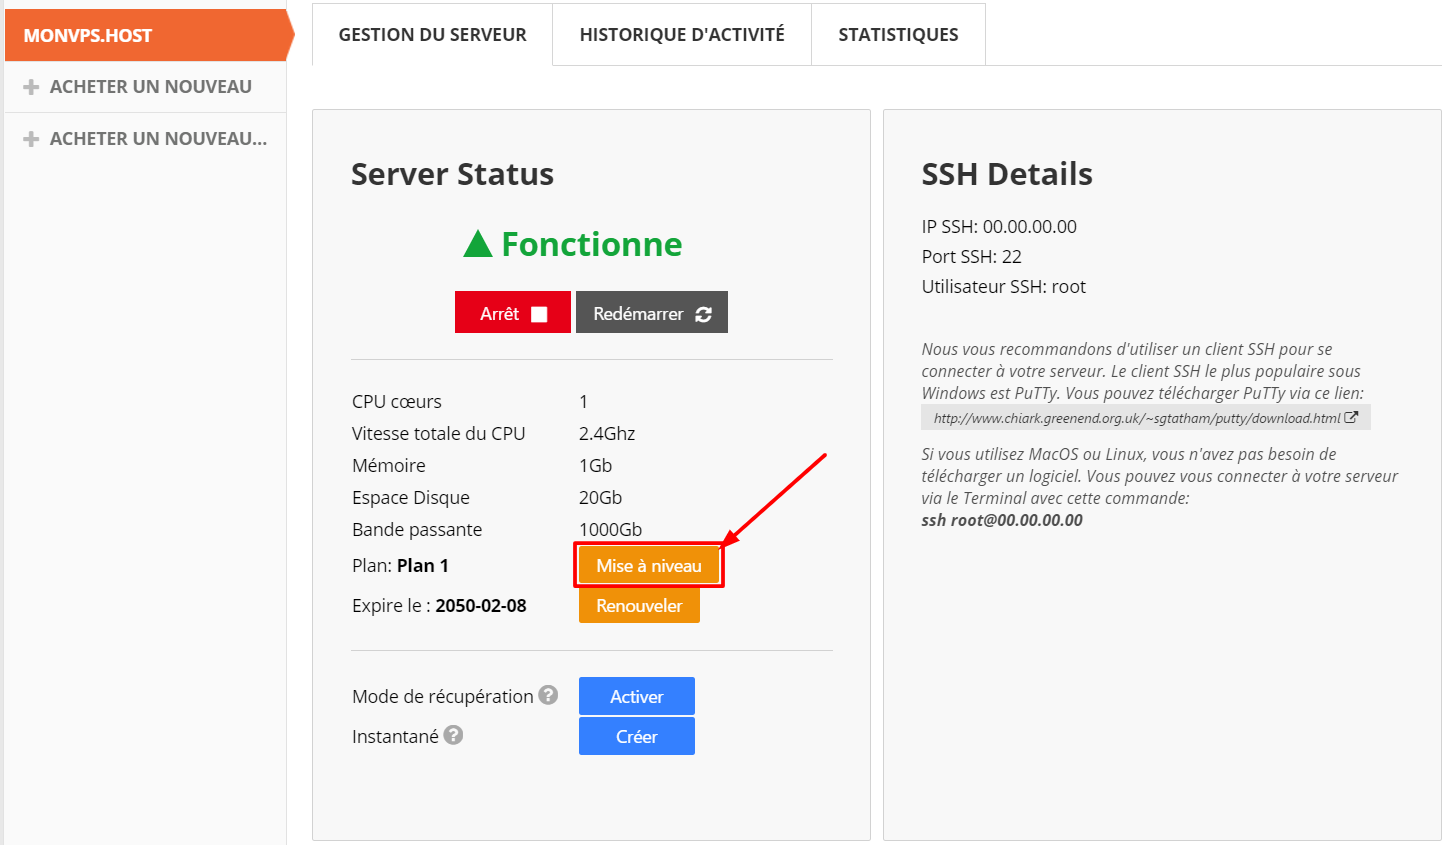 MONVPS.HOST
ACHETER UN NOUVEAU
ACHETER UN NOUVEAU...
GESTION DU SERVEUR
HISTORIQUE D'ACTIVITÉ
STATISTIQUES
Server Status
Fonctionne
Arrêt
Redémarrer
CPU cœurs 1
Vitesse totale du CPU 2.4Ghz
Mémoire 1Gb
Espace Disque 20Gb
Bande passante 1000Gb
Plan: Plan 1 Mise à niveau
Expire le : 2050-02-08 Renouveler
Mode de récupération ? Activer
Instantané ? Créer
SSH Details
IP SSH: 00.00.00.00
Port SSH: 22
Utilisateur SSH: root
Nous vous recommandons d'utiliser un client SSH pour se
connecter à votre serveur. Le client SSH le plus populaire sous
Windows est PuTTy. Vous pouvez télécharger PuTTy via ce lien:
http://www.chiark.greenend.org.uk/~sgtatham/putty/download.html
Si vous utilisez MacOS ou Linux, vous n'avez pas besoin de
télécharger un logiciel. Vous pouvez vous connecter à votre serveur
via le Terminal avec cette commande:
ssh root@00.00.00.00